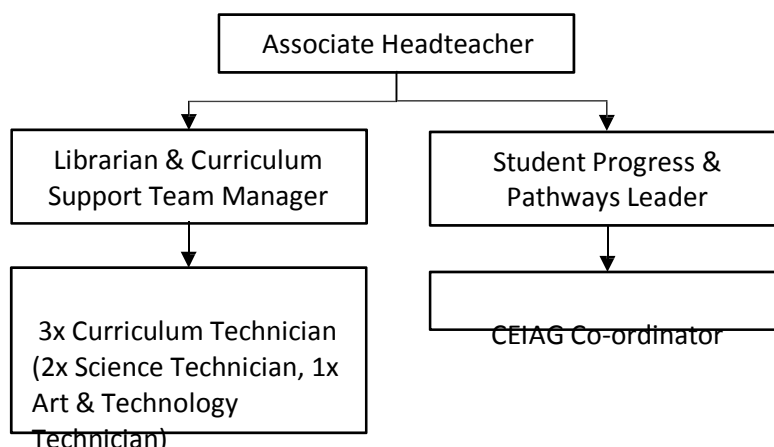 Associate Headteacher
Librarian & Curriculum
Support Team Manager
Student Progress &
Pathways Leader
3x Curriculum Technician
(2x Science Technician, 1x
Art & Technology
Technician)
CEIAG Co-ordinator